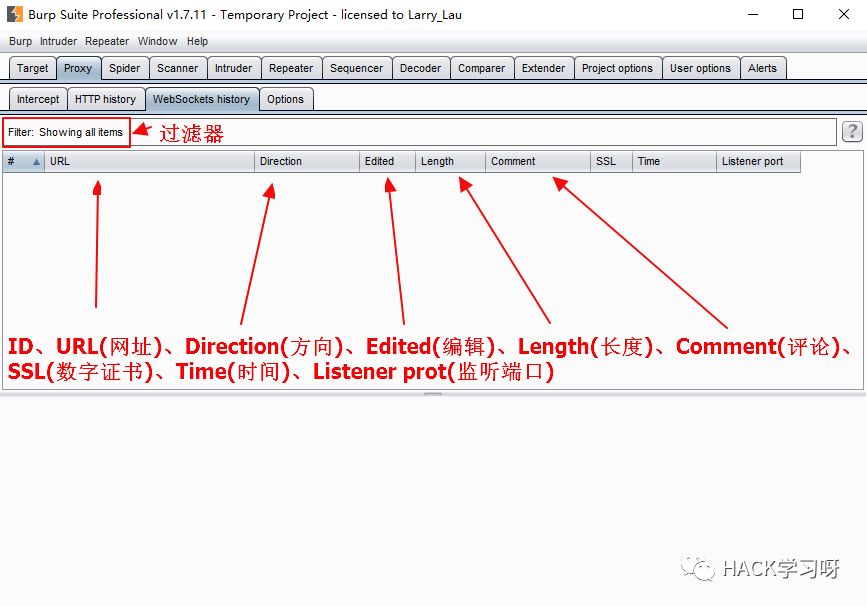 Burp Suite Professional v1.7.11 - Temporary Project - licensed to Larry_Lau
Burp Intruder Repeater Window Help
Target Proxy Spider Scanner Intruder Repeater Sequencer Decoder Comparer Extender Project options User options Alerts
Intercept HTTP history WebSockets history Options
Filter: Showing all items 过滤器 ?
# URL Direction Edited Length Comment SSL Time Listener port
ID、URL(网址)、Direction(方向)、Edited(编辑)、Length(长度)、Comment(评论)、
SSL(数字证书)、Time(时间)、Listener prot(监听端口)
HACK学习呀